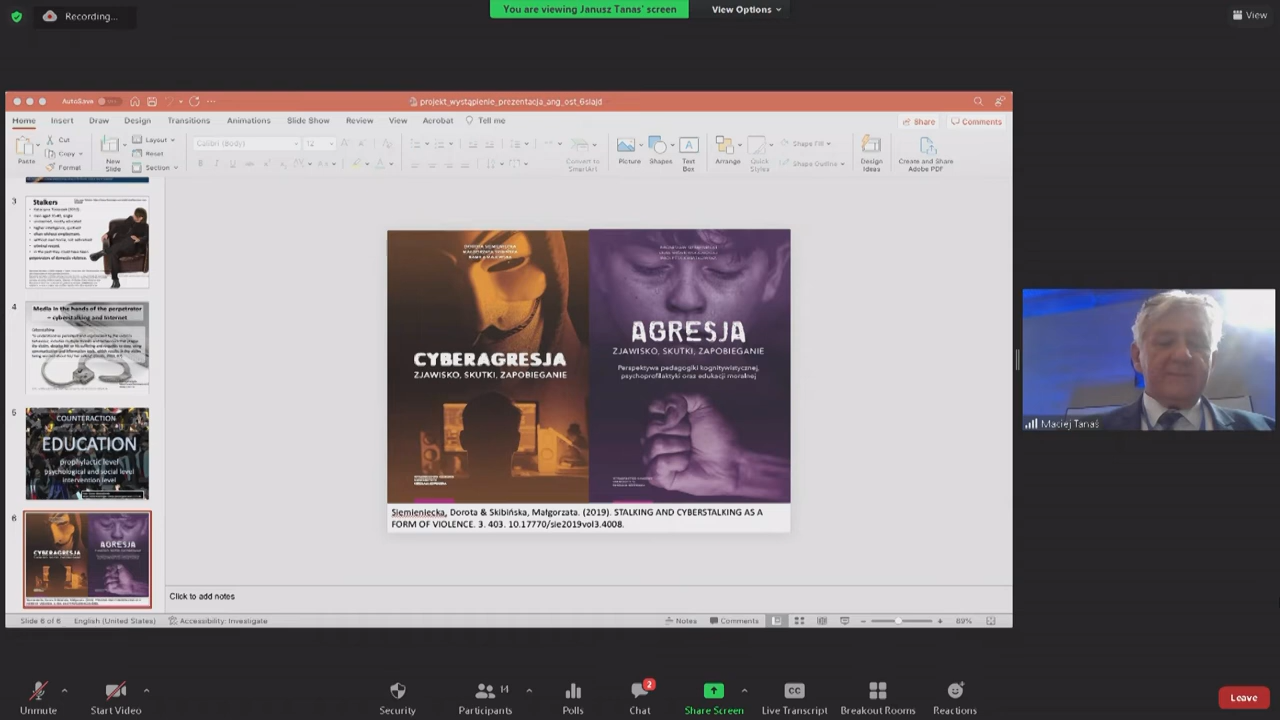 Recording...
You are viewing Janusz Tanas' screen
View Options
View
AutoSave
projekt_wystąpienie_prezentacja_ang_ost_6slajd
Home
Insert
Draw
Design
Transitions
Animations
Slide Show
Review
View
Acrobat
Tell me
Share
Comments
Paste
Cut
Copy
Format
New
Slide
Layout
Reset
Section
Calibri (Body)
12
Convert to
SmartArt
Picture
Shapes
Text
Box
Arrange
Quick
Styles
Shape Fill
Shape Outline
Design
Ideas
Create and Share
Adobe PDF
3
Stalkers
4
Media in the hands of the perpetrator
– cyberstalking and Internet
5
COUNTERACTION
EDUCATION
prophylactic level
psychological and social level
intervention level
6
CYBERAGRESJA
AGRESJA
CYBERAGRESJA
ZJAWISKO, SKUTKI, ZAPOBIEGANIE
AGRESJA
ZJAWISKO, SKUTKI, ZAPOBIEGANIE
Perspektywa pedagogiki kognitywistycznej,
psychoprofilaktyki oraz edukacji moralnej
Siemieniecka, Dorota & Skibińska, Małgorzata. (2019). STALKING AND CYBERSTALKING AS A
FORM OF VIOLENCE. 3. 403. 10.17770/sie2019vol3.4008.
Click to add notes
Slide 6 of 6
English (United States)
Accessibility: Investigate
Notes
Comments
89%
Maciej Tanaś
Unmute
Start Video
Security
Participants
14
Polls
Chat
2
Share Screen
CC
Live Transcript
Breakout Rooms
Reactions
Leave